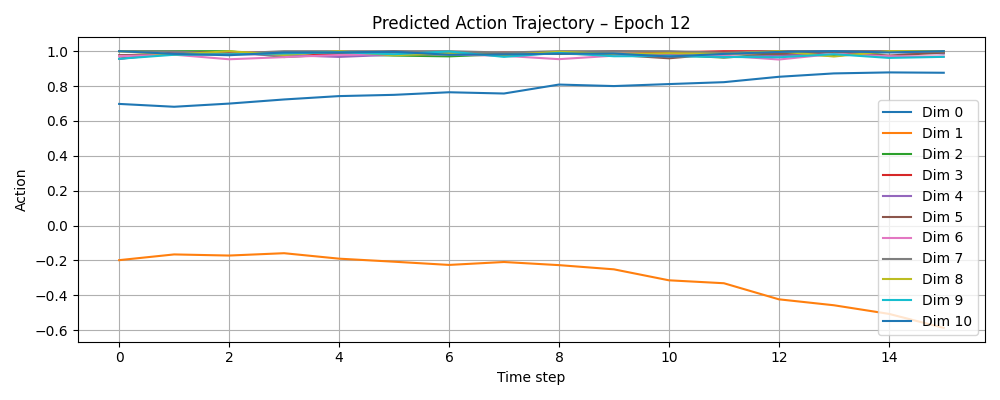 Predicted Action Trajectory – Epoch 12
1.0
0.8
0.6
0.4
0.2
0.0
−0.2
−0.4
−0.6
Action
0 2 4 6 8 10 12 14
Time step
Dim 0
Dim 1
Dim 2
Dim 3
Dim 4
Dim 5
Dim 6
Dim 7
Dim 8
Dim 9
Dim 10